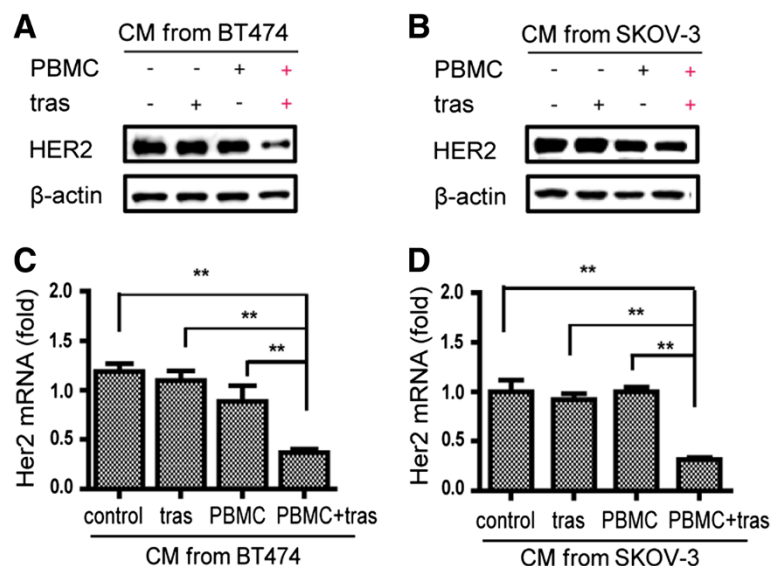 A
CM from BT474
PBMC - - + +
tras - + - +
HER2
β-actin
B
CM from SKOV-3
PBMC - - + +
tras - + - +
HER2
β-actin
C
Her2 mRNA (fold)
2.0
1.5
1.0
0.5
0.0
**
**
**
control tras PBMC PBMC+tras
CM from BT474
D
Her2 mRNA (fold)
2.0
1.5
1.0
0.5
0.0
**
**
**
control tras PBMC PBMC+tras
CM from SKOV-3